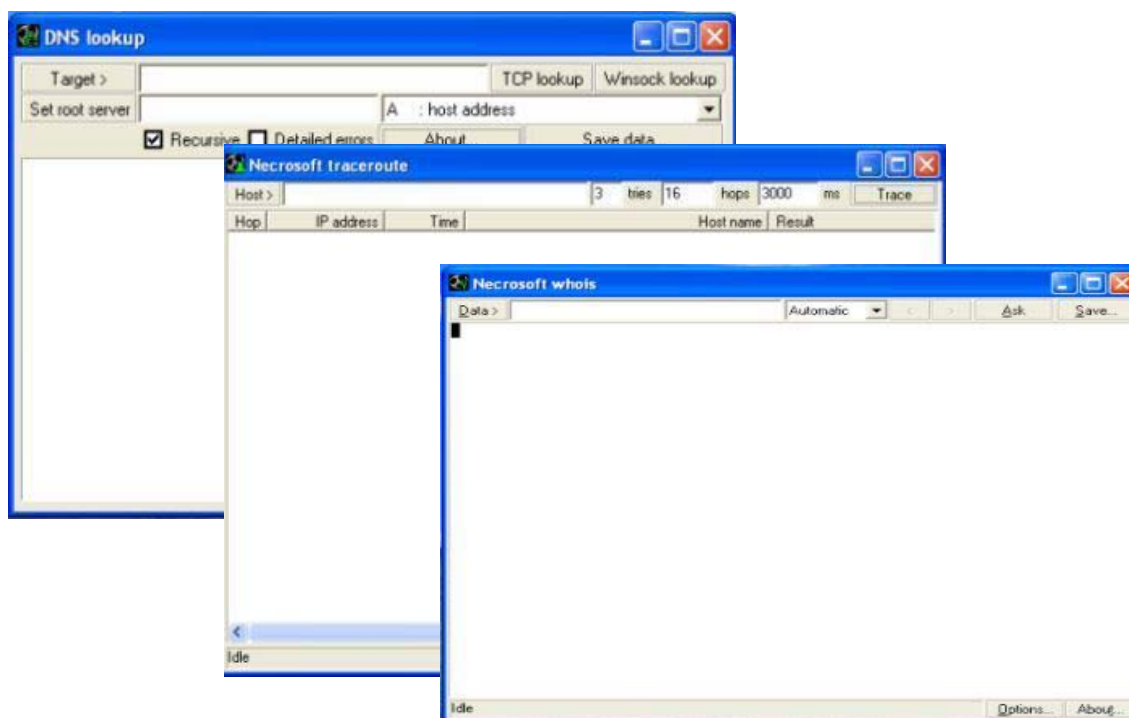 DNS lookup
Target > TCP lookup Winsock lookup
Set root server A : host address
Recursive Detailed errors About... Save data...
Necrosoft traceroute
Host > 3 tries 16 hops 3000 ms Trace
Hop IP address Time Host name Result
Idle
Necrosoft whois
Data > Automatic < > Ask Save...
Idle Options... About...